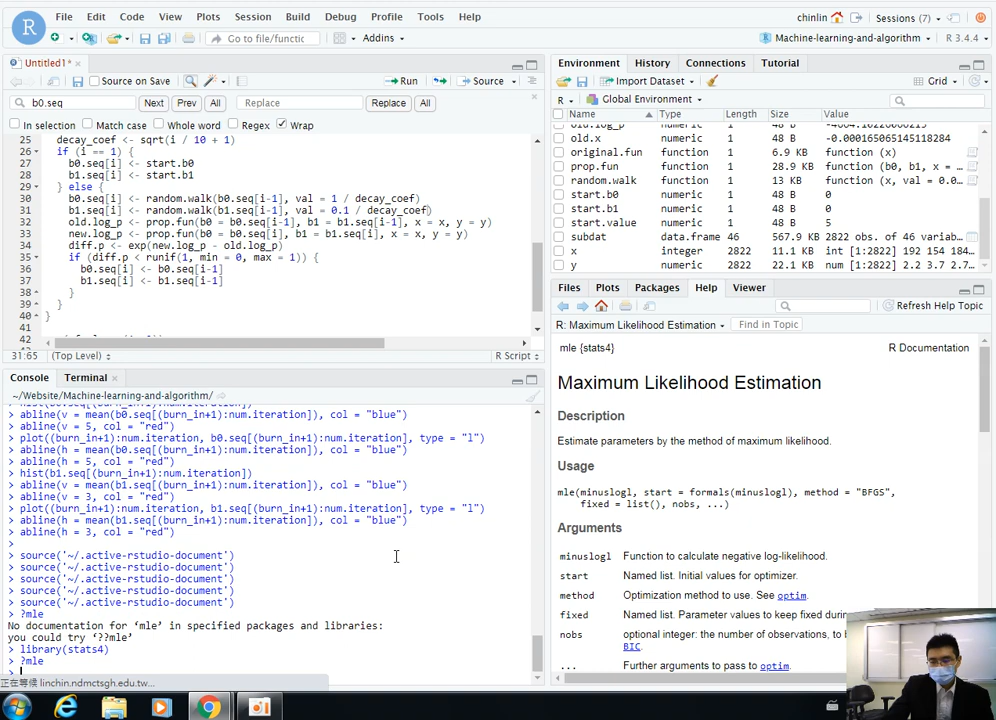 File Edit Code View Plots Session Build Debug Profile Tools Help
chinlin Sessions (7)
Go to file/functic Addins
Machine-learning-and-algorithm R 3.4.4
Untitled1*
Source on Save Run Source
b0.seq Next Prev All Replace Replace All
In selection Match case Whole word Regex Wrap
25 decay_coef <- sqrt(i / 10 + 1)
26 if (i == 1) {
27 b0.seq[i] <- start.b0
28 b1.seq[i] <- start.b1
29 } else {
30 b0.seq[i] <- random.walk(b0.seq[i-1], val = 1 / decay_coef)
31 b1.seq[i] <- random.walk(b1.seq[i-1], val = 0.1 / decay_coef)
32 old.log_p <- prop.fun(b0 = b0.seq[i-1], b1 = b1.seq[i-1], x = x, y = y)
33 new.log_p <- prop.fun(b0 = b0.seq[i], b1 = b1.seq[i], x = x, y = y)
34 diff.p <- exp(new.log_p - old.log_p)
35 if (diff.p < runif(1, min = 0, max = 1)) {
36 b0.seq[i] <- b0.seq[i-1]
37 b1.seq[i] <- b1.seq[i-1]
38 }
39 }
40 }
41
42
31:65 (Top Level) R Script
Console Terminal
~/Website/Machine-learning-and-algorithm/
> abline(v = mean(b0.seq[(burn_in+1):num.iteration]), col = "blue")
> abline(v = 5, col = "red")
> plot((burn_in+1):num.iteration, b0.seq[(burn_in+1):num.iteration], type = "l")
> abline(h = mean(b0.seq[(burn_in+1):num.iteration]), col = "blue")
> abline(h = 5, col = "red")
> hist(b1.seq[(burn_in+1):num.iteration])
> abline(v = mean(b1.seq[(burn_in+1):num.iteration]), col = "blue")
> abline(v = 3, col = "red")
> plot((burn_in+1):num.iteration, b1.seq[(burn_in+1):num.iteration], type = "l")
> abline(h = mean(b1.seq[(burn_in+1):num.iteration]), col = "blue")
> abline(h = 3, col = "red")
>
> source('~/.active-rstudio-document')
> source('~/.active-rstudio-document')
> source('~/.active-rstudio-document')
> source('~/.active-rstudio-document')
> source('~/.active-rstudio-document')
> ?mle
No documentation for ‘mle’ in specified packages and libraries:
you could try ‘??mle’
> library(stats4)
> ?mle
>
正在等候 linchin.ndmctsgh.edu.tw...
Environment History Connections Tutorial
Import Dataset Grid
R Global Environment
Name Type Length Size Value
old.x numeric 1 48 B -0.000165065145118284
original.fun function 1 6.9 KB function (x)
prop.fun function 1 28.9 KB function (b0, b1, x = …
random.walk function 1 13 KB function (x, val = 0.0…
start.b0 numeric 1 48 B 0
start.b1 numeric 1 48 B 0
start.value numeric 1 48 B 5
subdat data.frame 46 567.9 KB 2822 obs. of 46 variab…
x integer 2822 11.1 KB int [1:2822] 192 154 184…
y numeric 2822 22.1 KB num [1:2822] 2.2 3.7 2.7…
Files Plots Packages Help Viewer
Refresh Help Topic
R: Maximum Likelihood Estimation Find in Topic
mle {stats4} R Documentation
Maximum Likelihood Estimation
Description
Estimate parameters by the method of maximum likelihood.
Usage
mle(minuslogl, start = formals(minuslogl), method = "BFGS",
fixed = list(), nobs, ...)
Arguments
minuslogl Function to calculate negative log-likelihood.
start Named list. Initial values for optimizer.
method Optimization method to use. See optim.
fixed Named list. Parameter values to keep fixed
nobs optional integer: the number of observations, to
BIC.
... Further arguments to pass to optim.